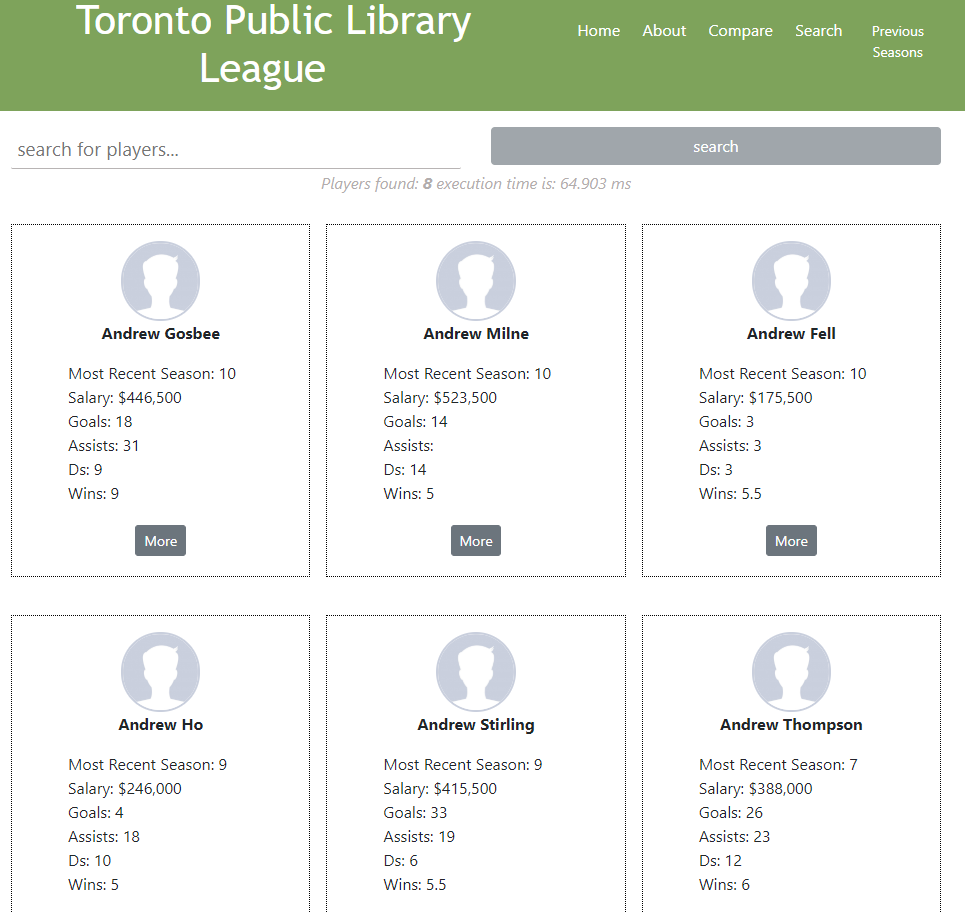 Toronto Public Library
League
Home About Compare Search Previous
Seasons
search for players...
search
Players found: 8 execution time is: 64.903 ms
Andrew Gosbee
Most Recent Season: 10
Salary: $446,500
Goals: 18
Assists: 31
Ds: 9
Wins: 9
More
Andrew Milne
Most Recent Season: 10
Salary: $523,500
Goals: 14
Assists:
Ds: 14
Wins: 5
More
Andrew Fell
Most Recent Season: 10
Salary: $175,500
Goals: 3
Assists: 3
Ds: 3
Wins: 5.5
More
Andrew Ho
Most Recent Season: 9
Salary: $246,000
Goals: 4
Assists: 18
Ds: 10
Wins: 5
Andrew Stirling
Most Recent Season: 9
Salary: $415,500
Goals: 33
Assists: 19
Ds: 6
Wins: 5.5
Andrew Thompson
Most Recent Season: 7
Salary: $388,000
Goals: 26
Assists: 23
Ds: 12
Wins: 6